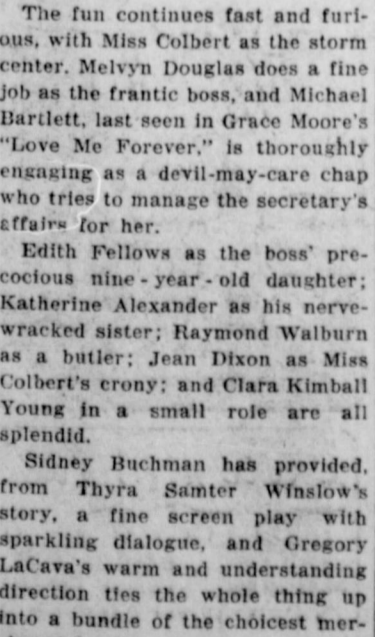 The fun continues fast and furi-
ous, with Miss Colbert as the storm
center. Melvyn Douglas does a fine
job as the frantic boss, and Michael
Bartlett, last seen in Grace Moore's
"Love Me Forever," is thoroughly
engaging as a devil-may-care chap
who tries to manage the secretary's
affairs for her.
Edith Fellows as the boss' pre-
cocious nine-year-old daughter;
Katherine Alexander as his nerve-
wracked sister; Raymond Walburn
as a butler; Jean Dixon as Miss
Colbert's crony; and Clara Kimball
Young in a small role are all
splendid.
Sidney Buchman has provided,
from Thyra Samter Winslow's
story, a fine screen play with
sparkling dialogue, and Gregory
LaCava's warm and understanding
direction ties the whole thing up
into a bundle of the choicest mer-